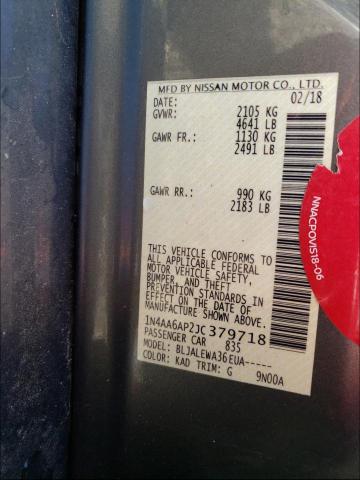 MFD BY NISSAN MOTOR CO., LTD.
DATE: 02/18
GVWR: 2105 KG
4641 LB
GAWR FR.: 1130 KG
2491 LB
GAWR RR.: 990 KG
2183 LB
THIS VEHICLE CONFORMS TO
ALL APPLICABLE FEDERAL
MOTOR VEHICLE SAFETY,
BUMPER, AND THEFT
PREVENTION STANDARDS IN
EFFECT ON THE DATE OF
MANUFACTURE SHOWN ABOVE.
1N4AA6AP2JC379718
PASSENGER CAR 835
MODEL: BLJALEWA36EUA-----
COLOR: KAD TRIM: G 9N00A
NNACPOVIS18-06